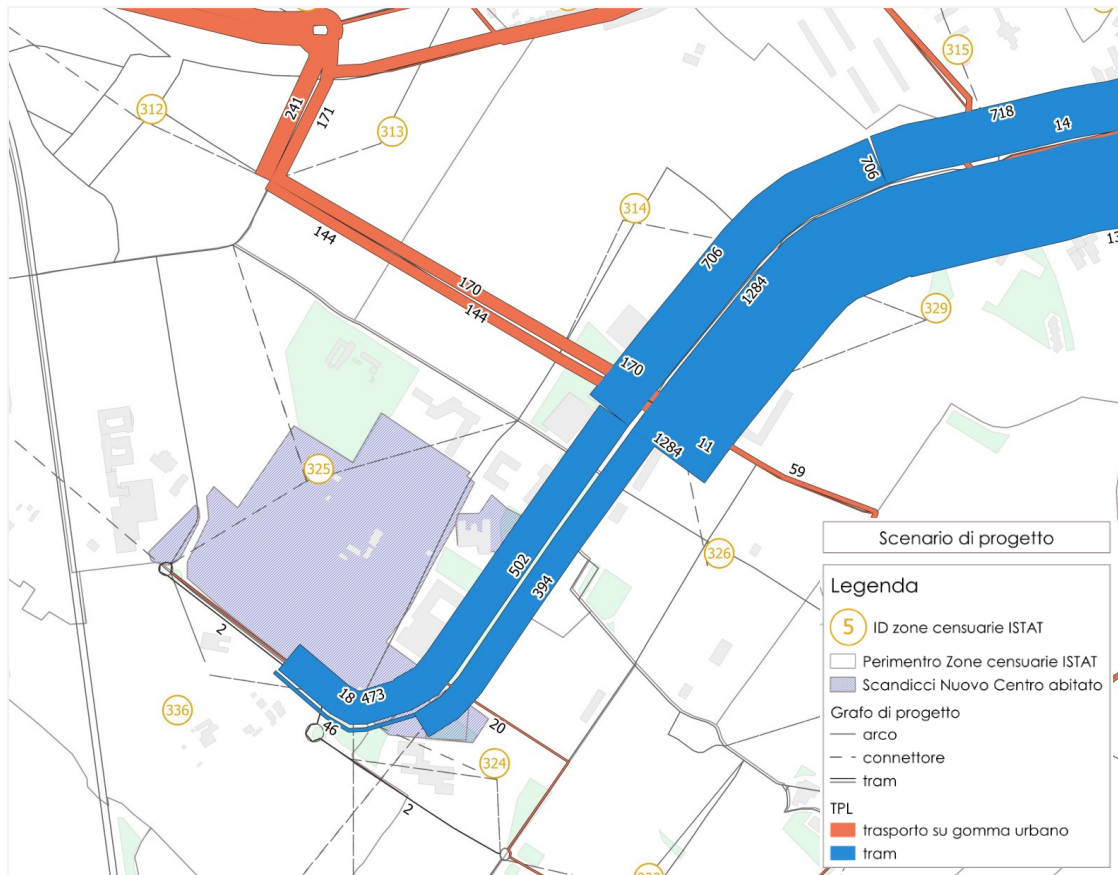 315
718
14
312
241
171
313
706
314
144
706
170
1284
144
329
13
170
1284
11
59
325
502
394
326
2
18
473
336
46
20
324
2
Scenario di progetto
Legenda
5 ID zone censuarie ISTAT
Perimento Zone censuarie ISTAT
Scandicci Nuovo Centro abitato
Grafo di progetto
arco
connettore
tram
TPL
trasporto su gomma urbano
tram